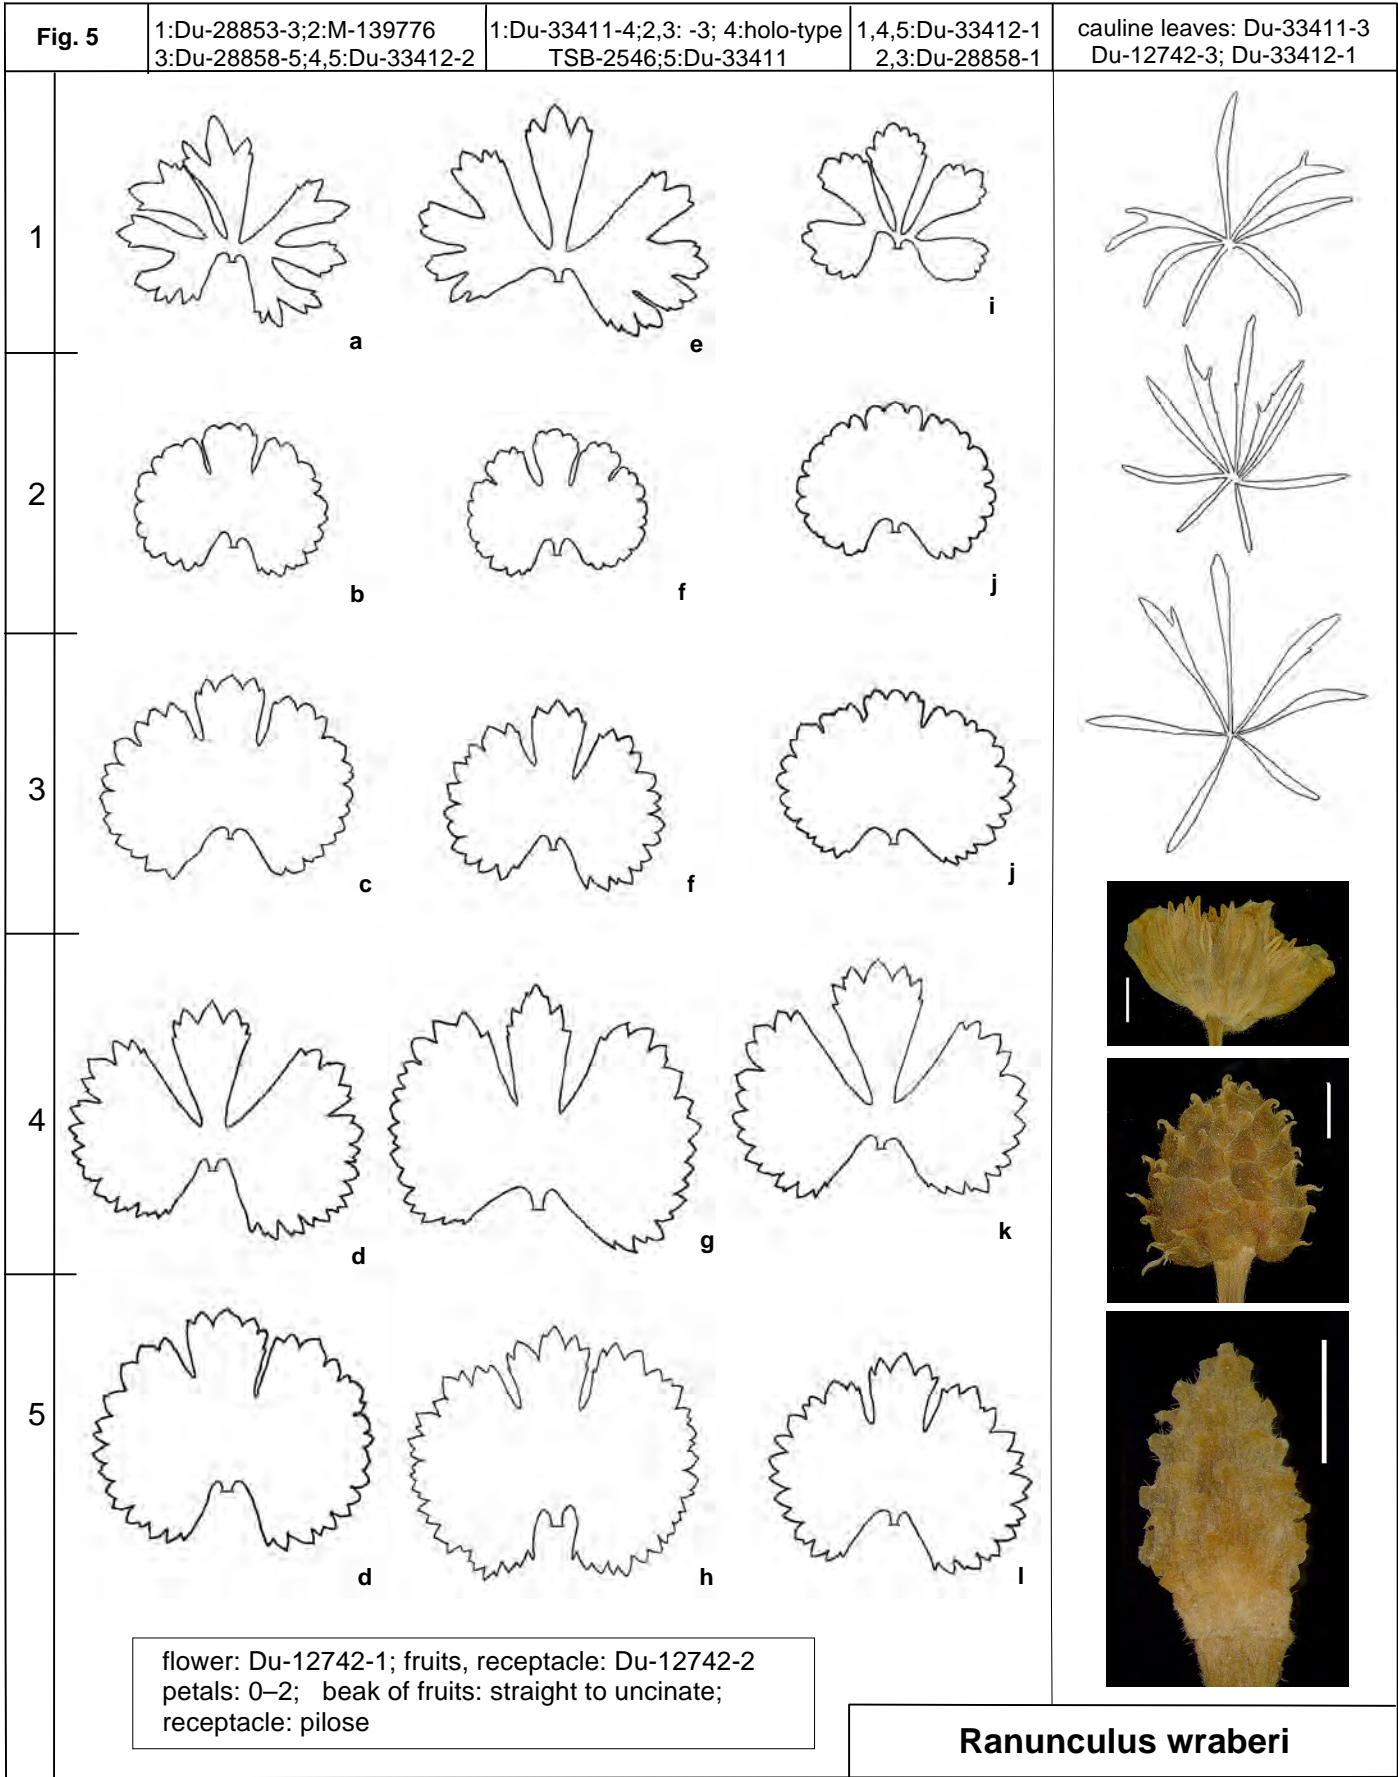 Fig. 5
1:Du-28853-3;2:M-139776
3:Du-28858-5;4,5:Du-33412-2
1:Du-33411-4;2,3: -3; 4:holo-type
TSB-2546;5:Du-33411
1,4,5:Du-33412-1
2,3:Du-28858-1
cauline leaves: Du-33411-3
Du-12742-3; Du-33412-1
1
a
e
i
2
b
f
j
3
c
f
j
4
d
g
k
5
d
h
l
flower: Du-12742-1; fruits, receptacle: Du-12742-2
petals: 0–2;   beak of fruits: straight to uncinate;
receptacle: pilose
Ranunculus wraberi